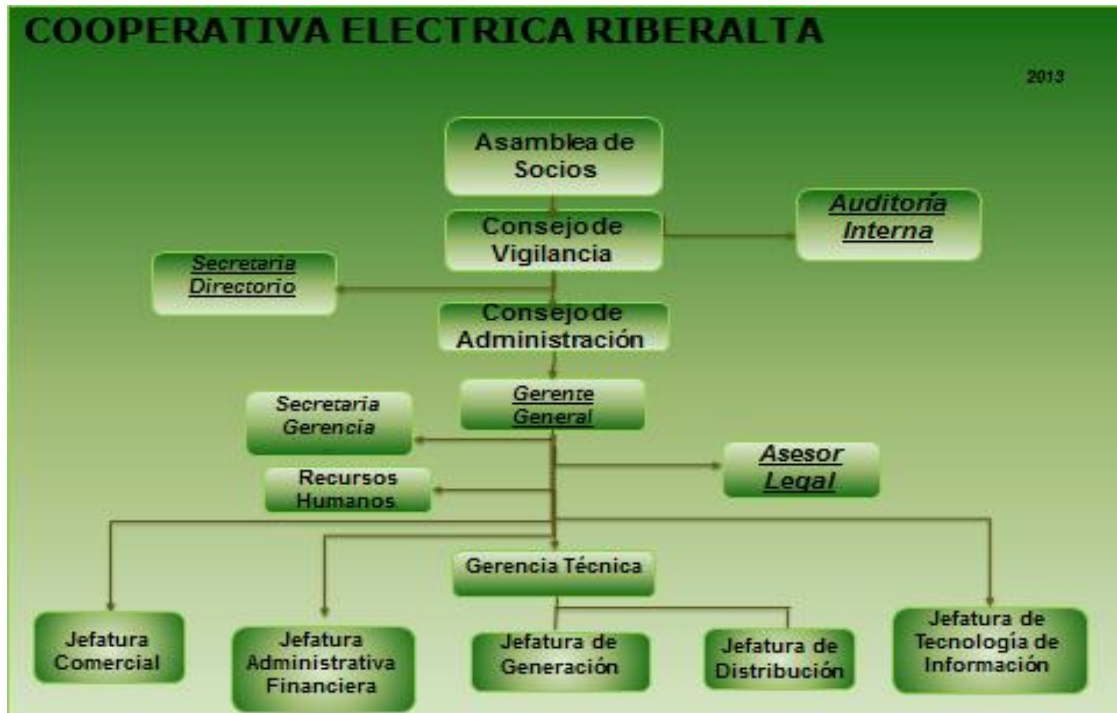 COOPERATIVA ELECTRICA RIBERALTA
2013
Asamblea de
Socios
Consejo de
Vigilancia
Auditoría
Interna
Secretaria
Directorio
Consejo de
Administración
Gerente
General
Secretaria
Gerencia
Asesor
Legal
Recursos
Humanos
Gerencia Técnica
Jefatura
Comercial
Jefatura
Administrativa
Financiera
Jefatura de
Generación
Jefatura de
Distribución
Jefatura de
Tecnología de
Información